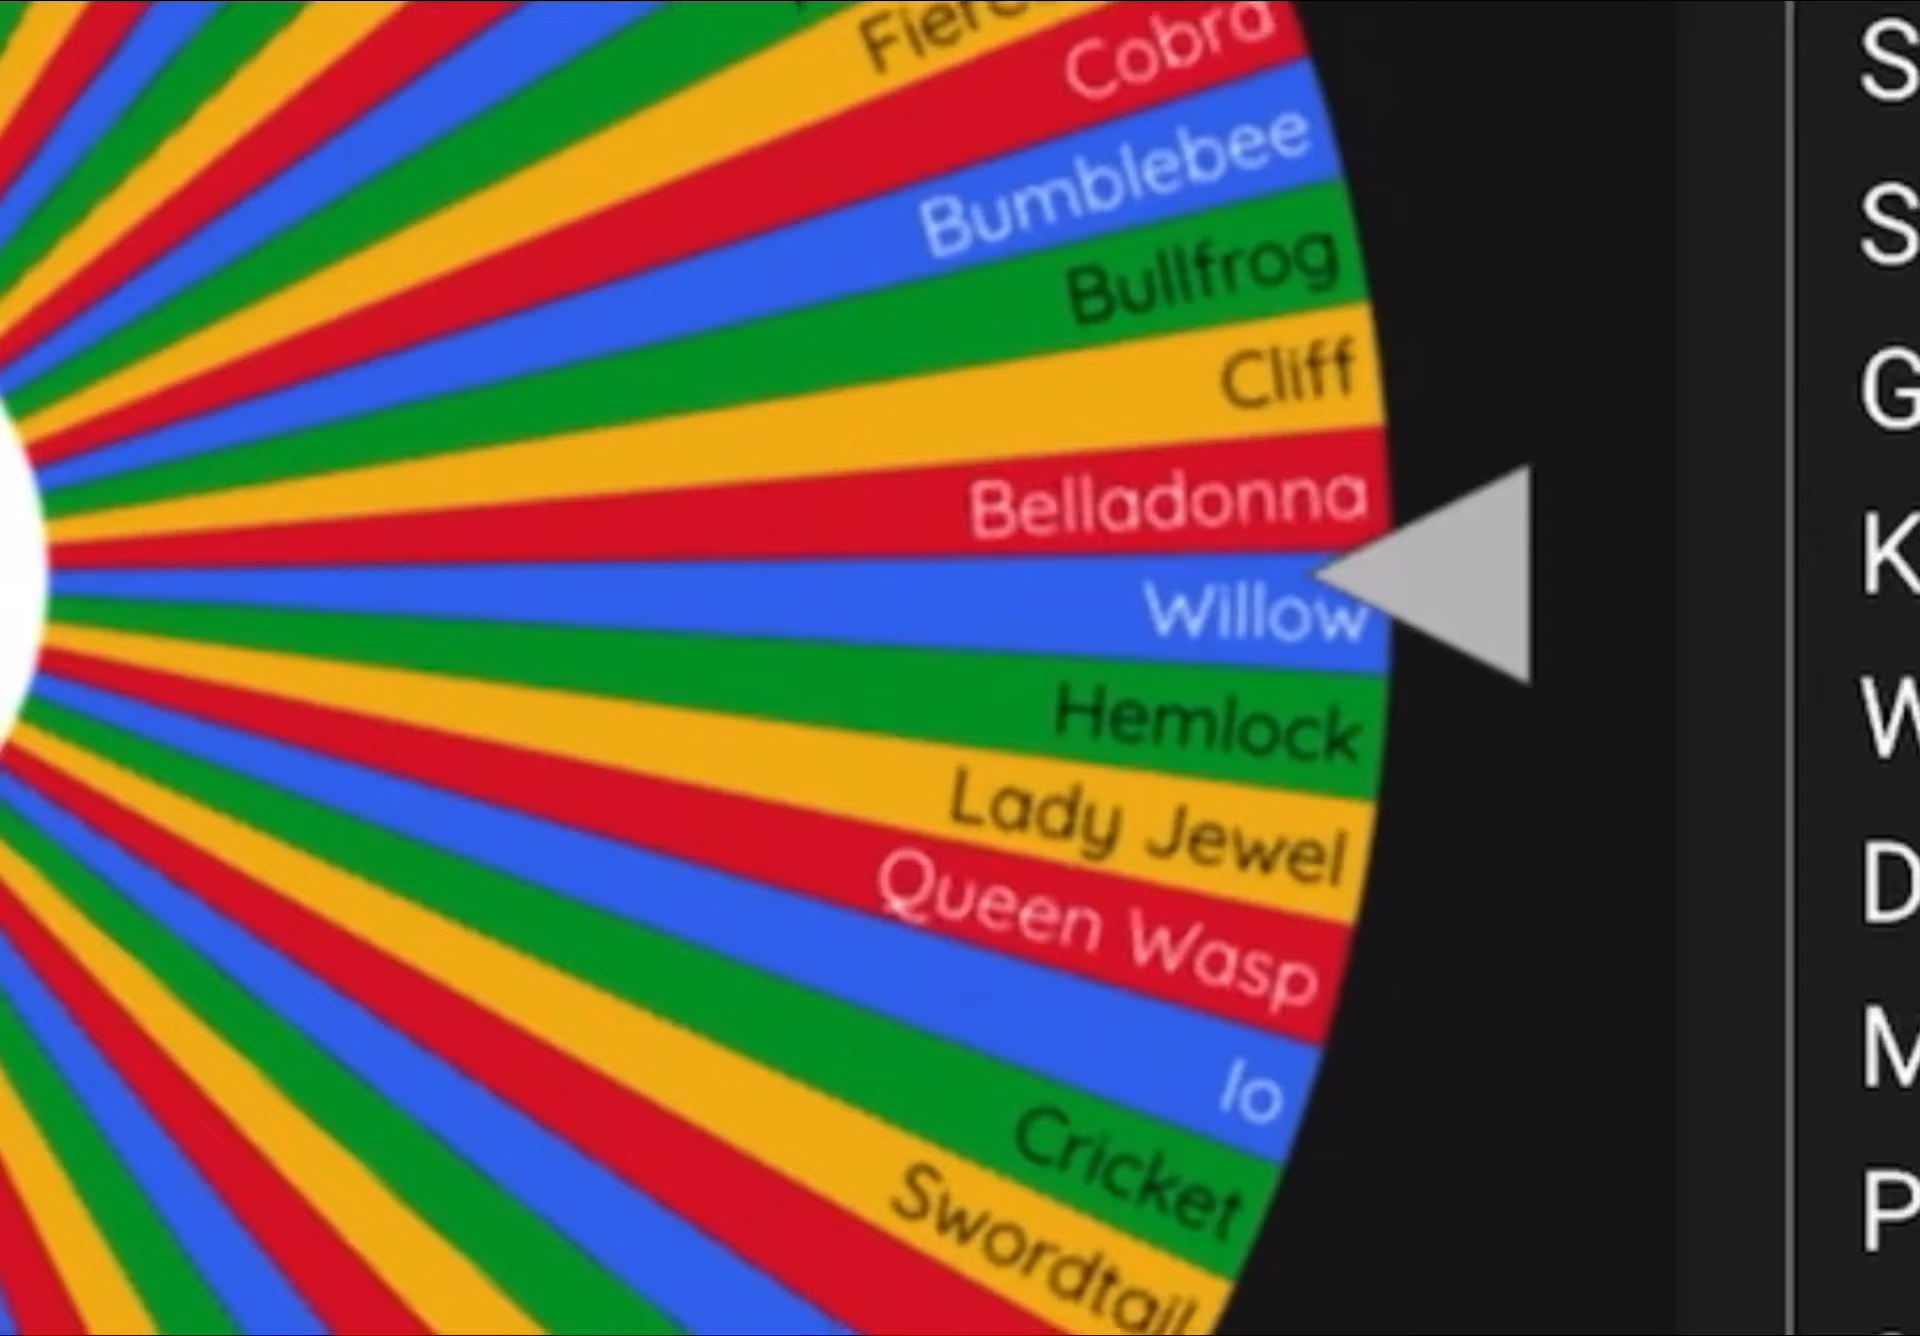 Cobra
Bumblebee
Bullfrog
Cliff
Belladonna
Willow
Hemlock
Lady Jewel
Queen Wasp
Io
Cricket
Swordtail
S
S
G
K
W
D
M
P